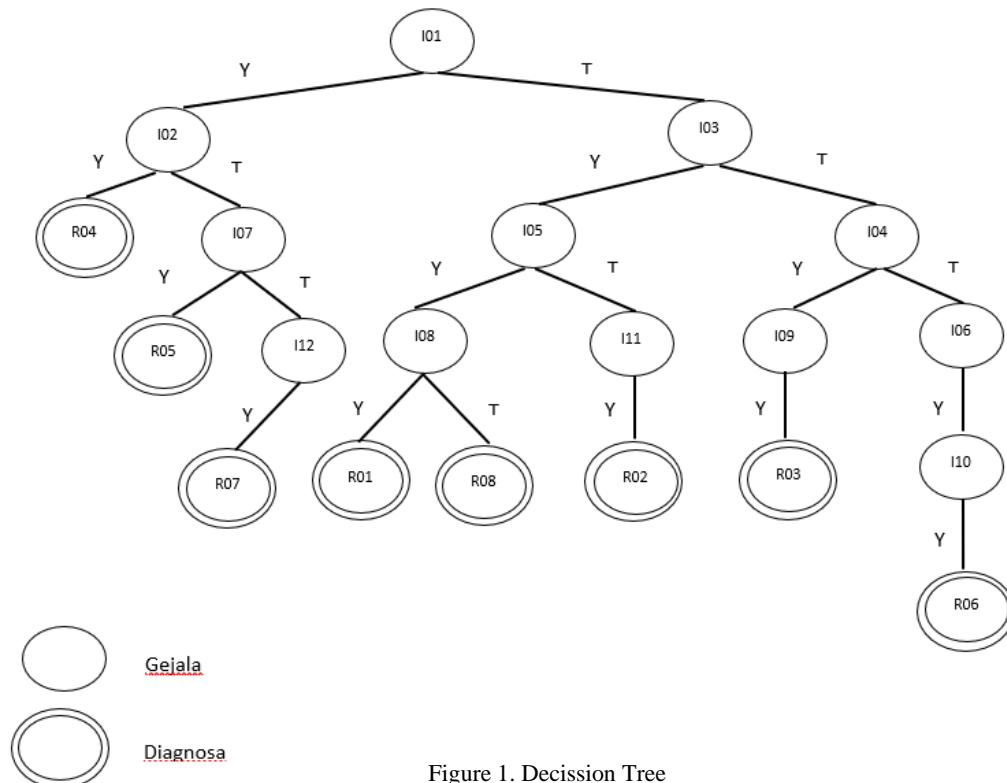 I01
Y T
I02 I03
Y T Y T
R04 I07 I05 I04
Y T Y T Y T
R05 I12 I08 I11 I09 I06
Y Y T Y Y Y
R07 R01 R08 R02 R03 I10
Y
R06
Gejala
Diagnosa
Figure 1. Decission Tree